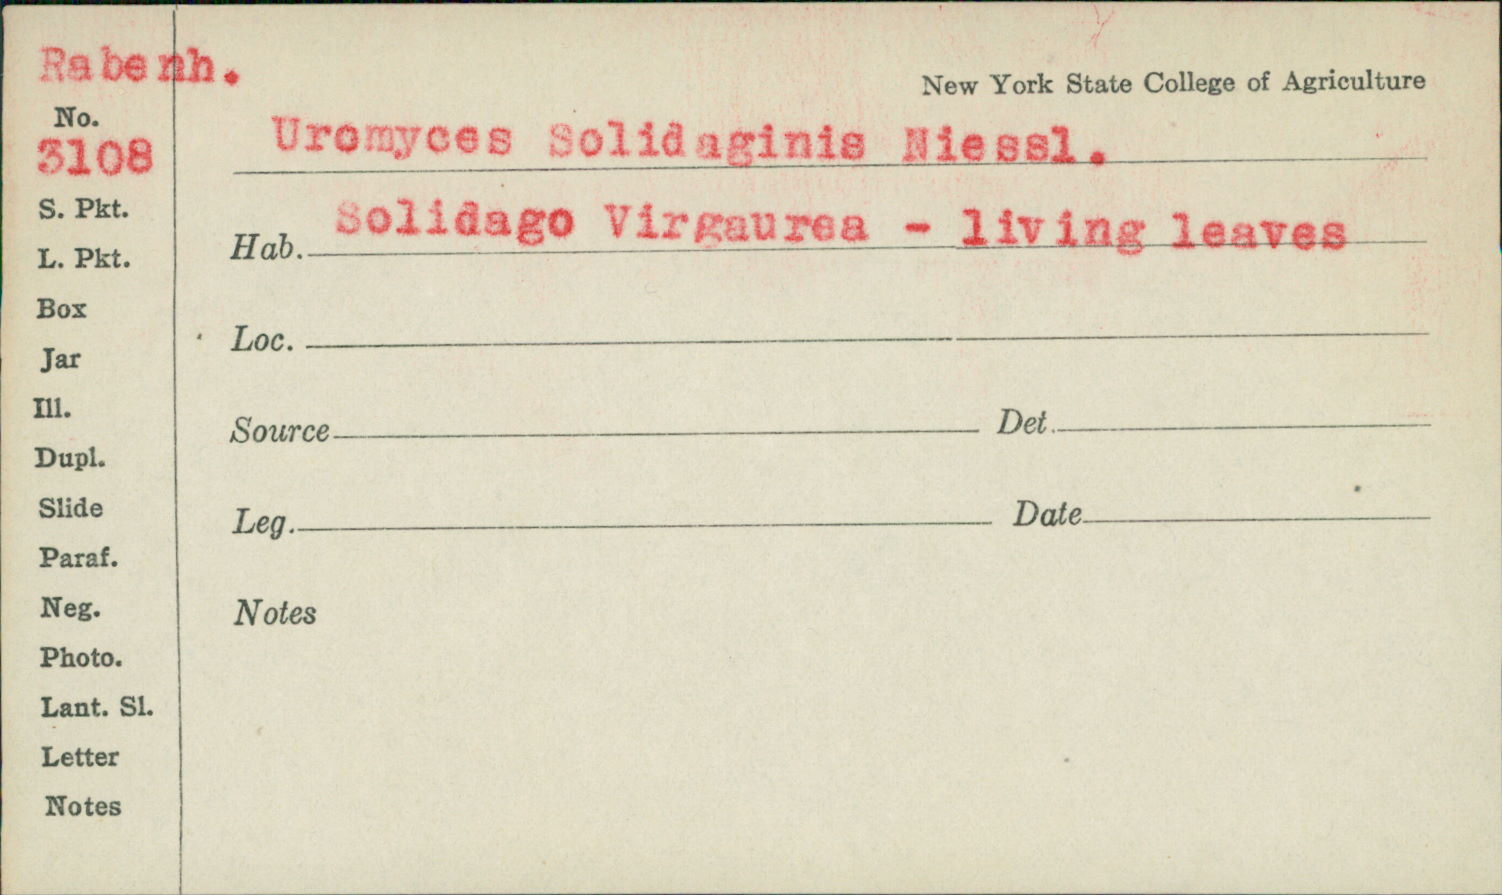 Rabenh.
New York State College of Agriculture
No.
3108
Uromyces Solidaginis Niessl.
S. Pkt.
Hab. Solidago Virgaurea - living leaves
L. Pkt.
Box
Loc.
Jar
Ill.
Source Det.
Dupl.
Slide
Leg. Date
Paraf.
Neg.
Notes
Photo.
Lant. Sl.
Letter
Notes